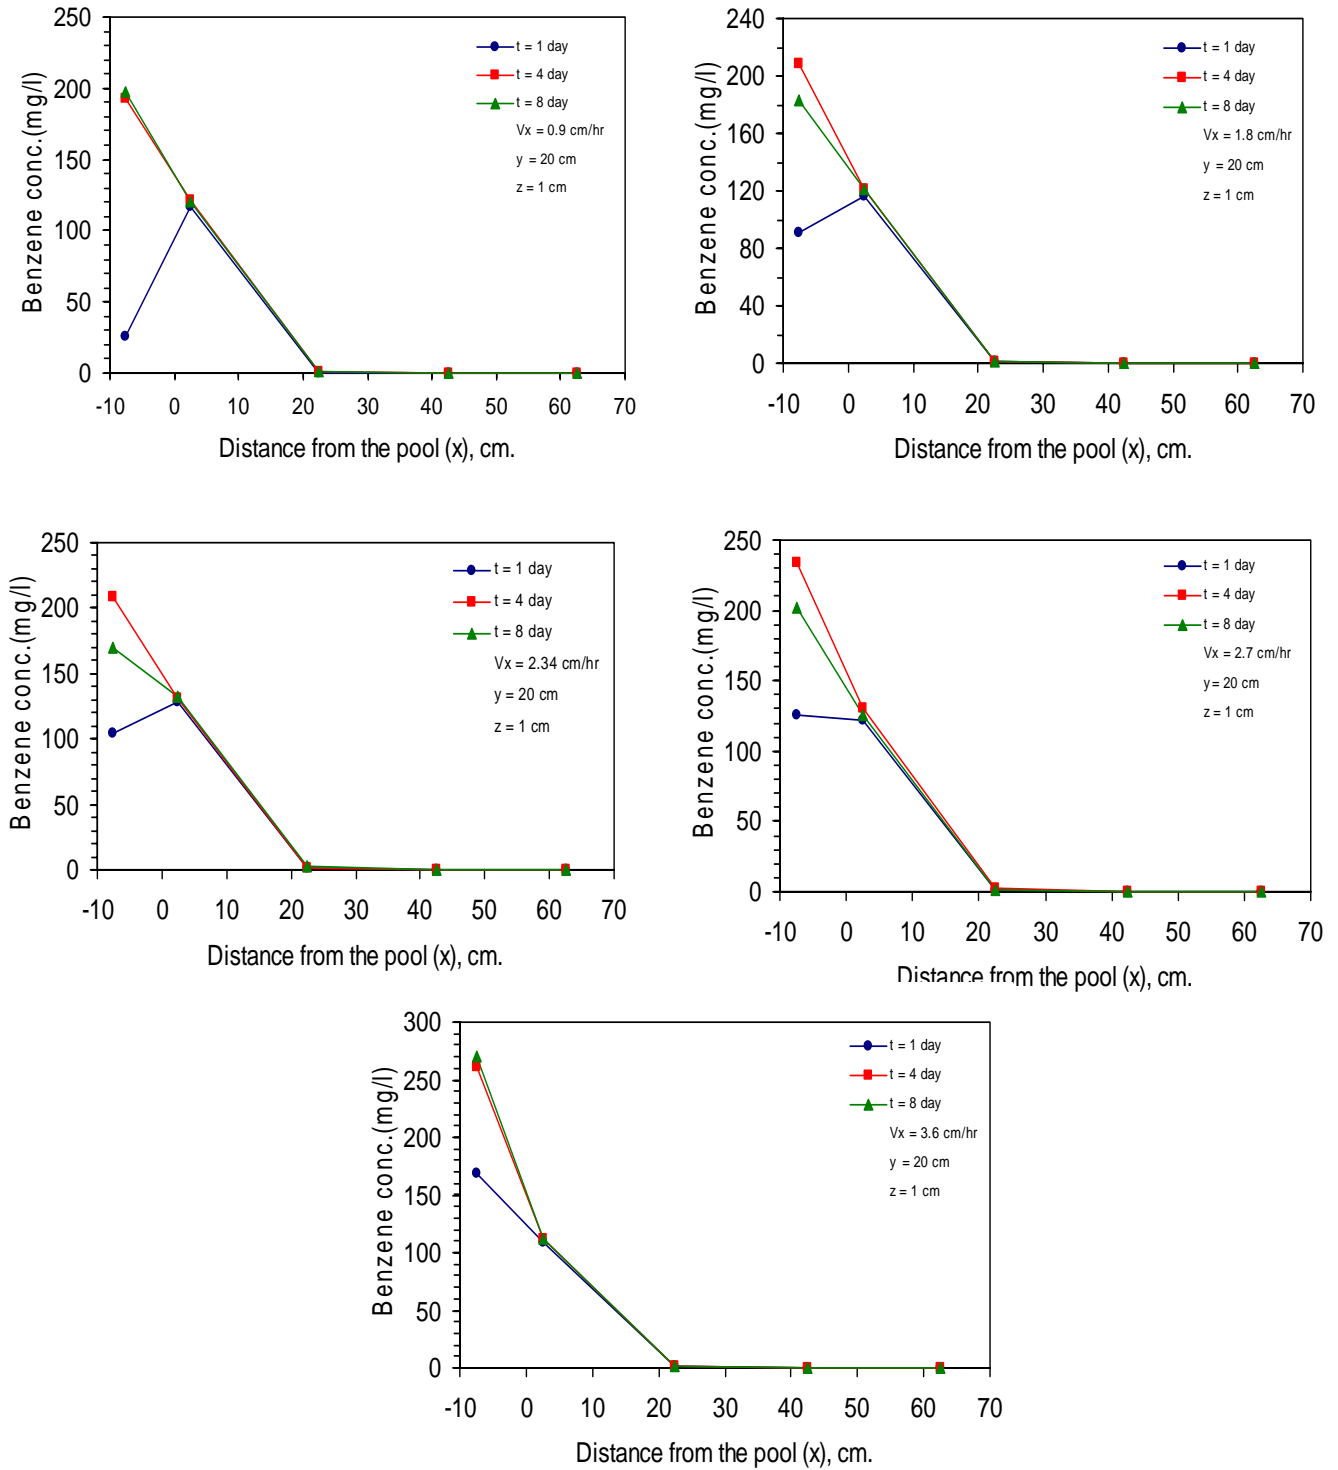 Benzene conc.(mg/l)
250
200
150
100
50
0
-10 0 10 20 30 40 50 60 70
Distance from the pool (x), cm.
t = 1 day
t = 4 day
t = 8 day
Vx = 0.9 cm/hr
y = 20 cm
z = 1 cm
Benzene conc.(mg/l)
240
200
160
120
80
40
0
-10 0 10 20 30 40 50 60 70
Distance from the pool (x), cm.
t = 1 day
t = 4 day
t = 8 day
Vx = 1.8 cm/hr
y = 20 cm
z = 1 cm
Benzene conc.(mg/l)
250
200
150
100
50
0
-10 0 20 30 40 50 60 70
Distance from the pool (x), cm.
t = 1 day
t = 4 day
t = 8 day
Vx = 2.34 cm/hr
y = 20 cm
z = 1 cm
Benzene conc.(mg/l)
250
200
150
100
50
0
-10 0 10 20 30 40 50 60 70
Distance from the pool (x), cm.
t = 1 day
t = 4 day
t = 8 day
Vx = 2.7 cm/hr
y= 20 cm
z = 1 cm
Benzene conc.(mg/l)
300
250
200
150
100
50
0
-10 0 20 30 40 50 60 70
Distance from the pool (x), cm.
t = 1 day
t = 4 day
t = 8 day
Vx = 3.6 cm/hr
y = 20 cm
z = 1 cm